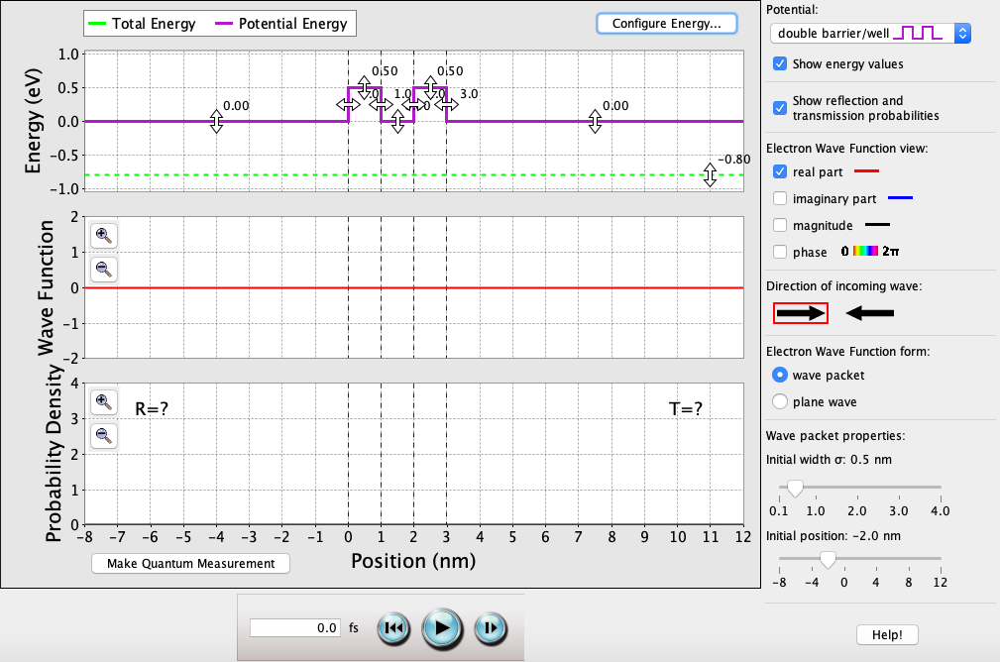 Total Energy
Potential Energy
Configure Energy...
Energy (eV)
1.0
0.5
0.0
−0.5
−1.0
0.00
0.50
0.50
1.0
3.0
0.00
−0.80
Wave Function
2
1
0
−1
−2
Probability Density
4
3
2
1
0
R=?
T=?
−8 −7 −6 −5 −4 −3 −2 −1 0 1 2 3 4 5 6 7 8 9 10 11 12
Position (nm)
Make Quantum Measurement
0.0 fs
Potential:
double barrier/well
Show energy values
Show reflection and
transmission probabilities
Electron Wave Function view:
real part
imaginary part
magnitude
phase 0 2π
Direction of incoming wave:
Electron Wave Function form:
wave packet
plane wave
Wave packet properties:
Initial width σ: 0.5 nm
0.1 1.0 2.0 3.0 4.0
Initial position: −2.0 nm
−8 −4 0 4 8 12
Help!